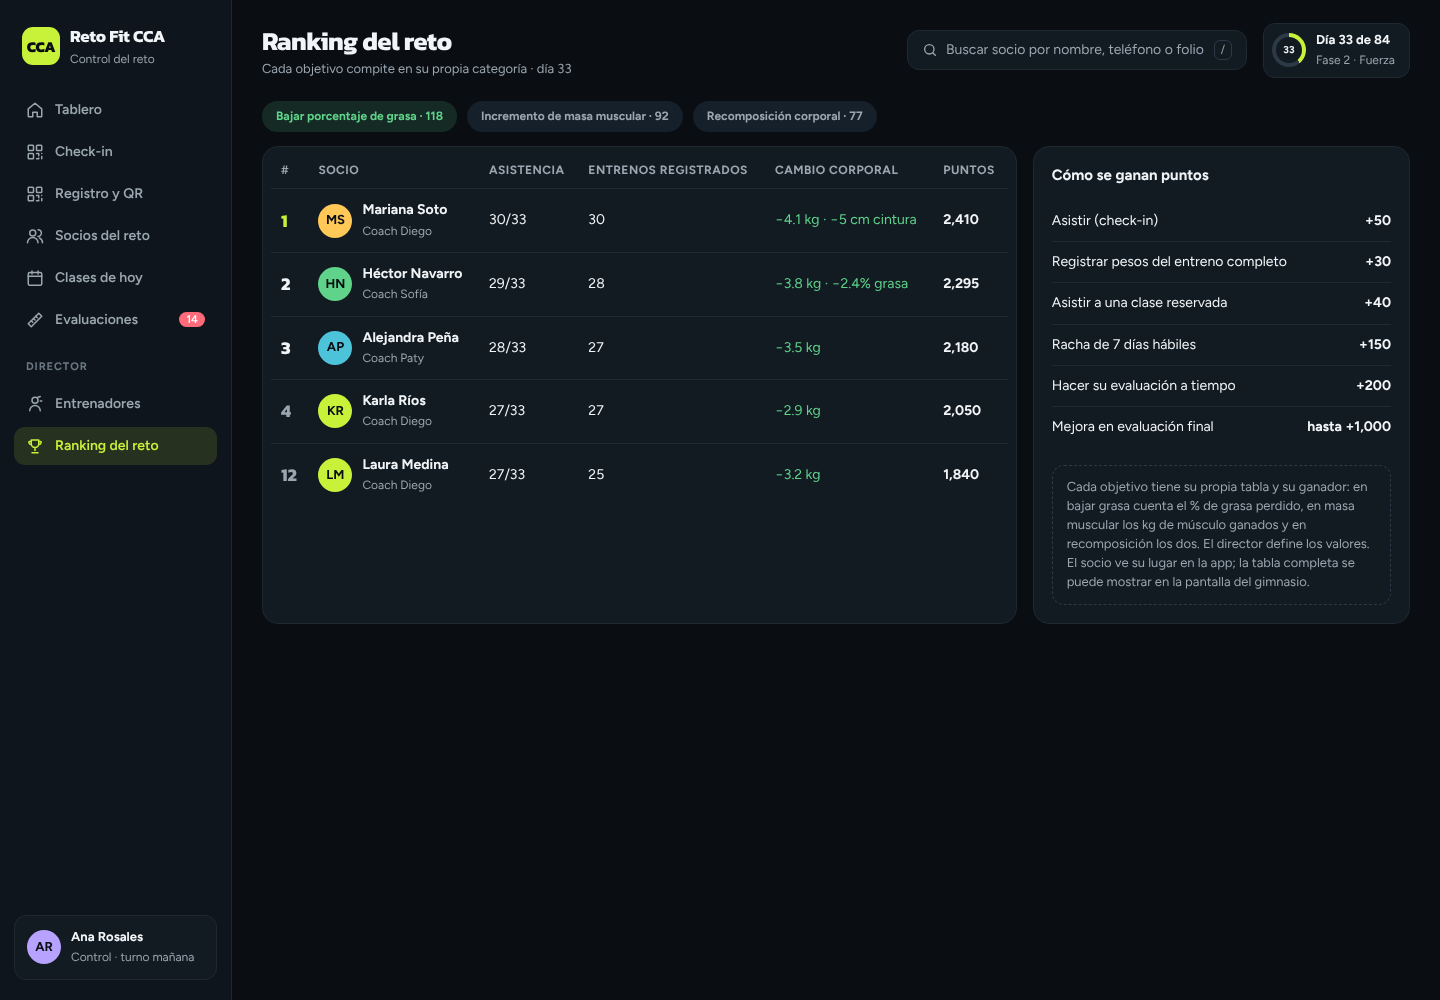 CCA
Reto Fit CCA
Control del reto
Tablero
Check-in
Registro y QR
Socios del reto
Clases de hoy
Evaluaciones
14
DIRECTOR
Entrenadores
Ranking del reto
AR
Ana Rosales
Control · turno mañana
Ranking del reto
Cada objetivo compite en su propia categoría · día 33
Buscar socio por nombre, teléfono o folio
/
33
Día 33 de 84
Fase 2 · Fuerza
Bajar porcentaje de grasa · 118
Incremento de masa muscular · 92
Recomposición corporal · 77
# SOCIO ASISTENCIA ENTRENOS REGISTRADOS CAMBIO CORPORAL PUNTOS
1 MS Mariana Soto 30/33 30 −4.1 kg · −5 cm cintura 2,410
Coach Diego
2 HN Héctor Navarro 29/33 28 −3.8 kg · −2.4% grasa 2,295
Coach Sofía
3 AP Alejandra Peña 28/33 27 −3.5 kg 2,180
Coach Paty
4 KR Karla Ríos 27/33 27 −2.9 kg 2,050
Coach Diego
12 LM Laura Medina 27/33 25 −3.2 kg 1,840
Coach Diego
Cómo se ganan puntos
Asistir (check-in) +50
Registrar pesos del entreno completo +30
Asistir a una clase reservada +40
Racha de 7 días hábiles +150
Hacer su evaluación a tiempo +200
Mejora en evaluación final hasta +1,000
Cada objetivo tiene su propia tabla y su ganador: en
bajar grasa cuenta el % de grasa perdido, en masa
muscular los kg de músculo ganados y en
recomposición los dos. El director define los valores.
El socio ve su lugar en la app; la tabla completa se
puede mostrar en la pantalla del gimnasio.